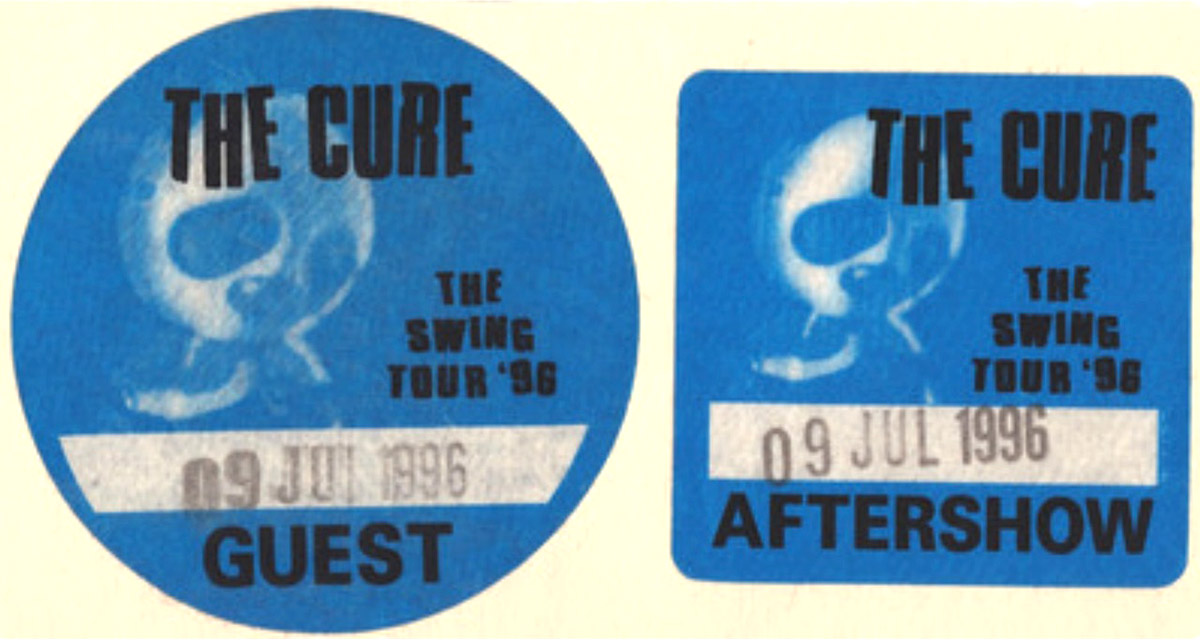 THE CURE
THE
SWING
TOUR '96
09 JUL 1996
GUEST
THE CURE
THE
SWING
TOUR '96
09 JUL 1996
AFTERSHOW